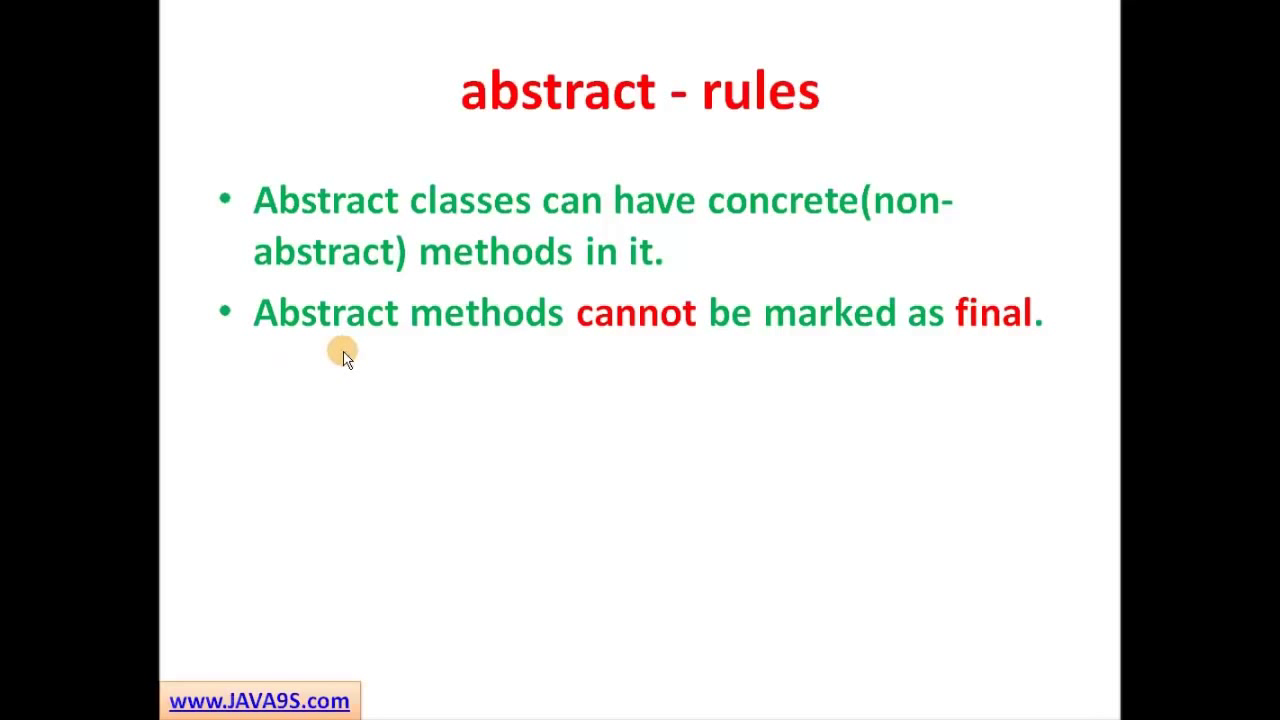 abstract - rules
• Abstract classes can have concrete(non-
abstract) methods in it.
• Abstract methods cannot be marked as final.
www.JAVA9S.com